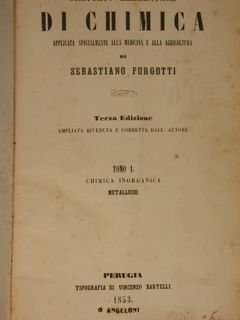 DI CHIMICA
APPLICATA SPECIALMENTE ALLA MEDICINA E ALLA AGRICOLTURA
DI
SEBASTIANO PURGOTTI
Terza Edizione
AMPLIATA RIVEDUTA E CORRETTA DALL' AUTORE
TOMO I.
CHIMICA INORGANICA
METALLOIDI
PERUGIA
TIPOGRAFIA DI VINCENZO BARTELLI
1853.
O ANGELONI